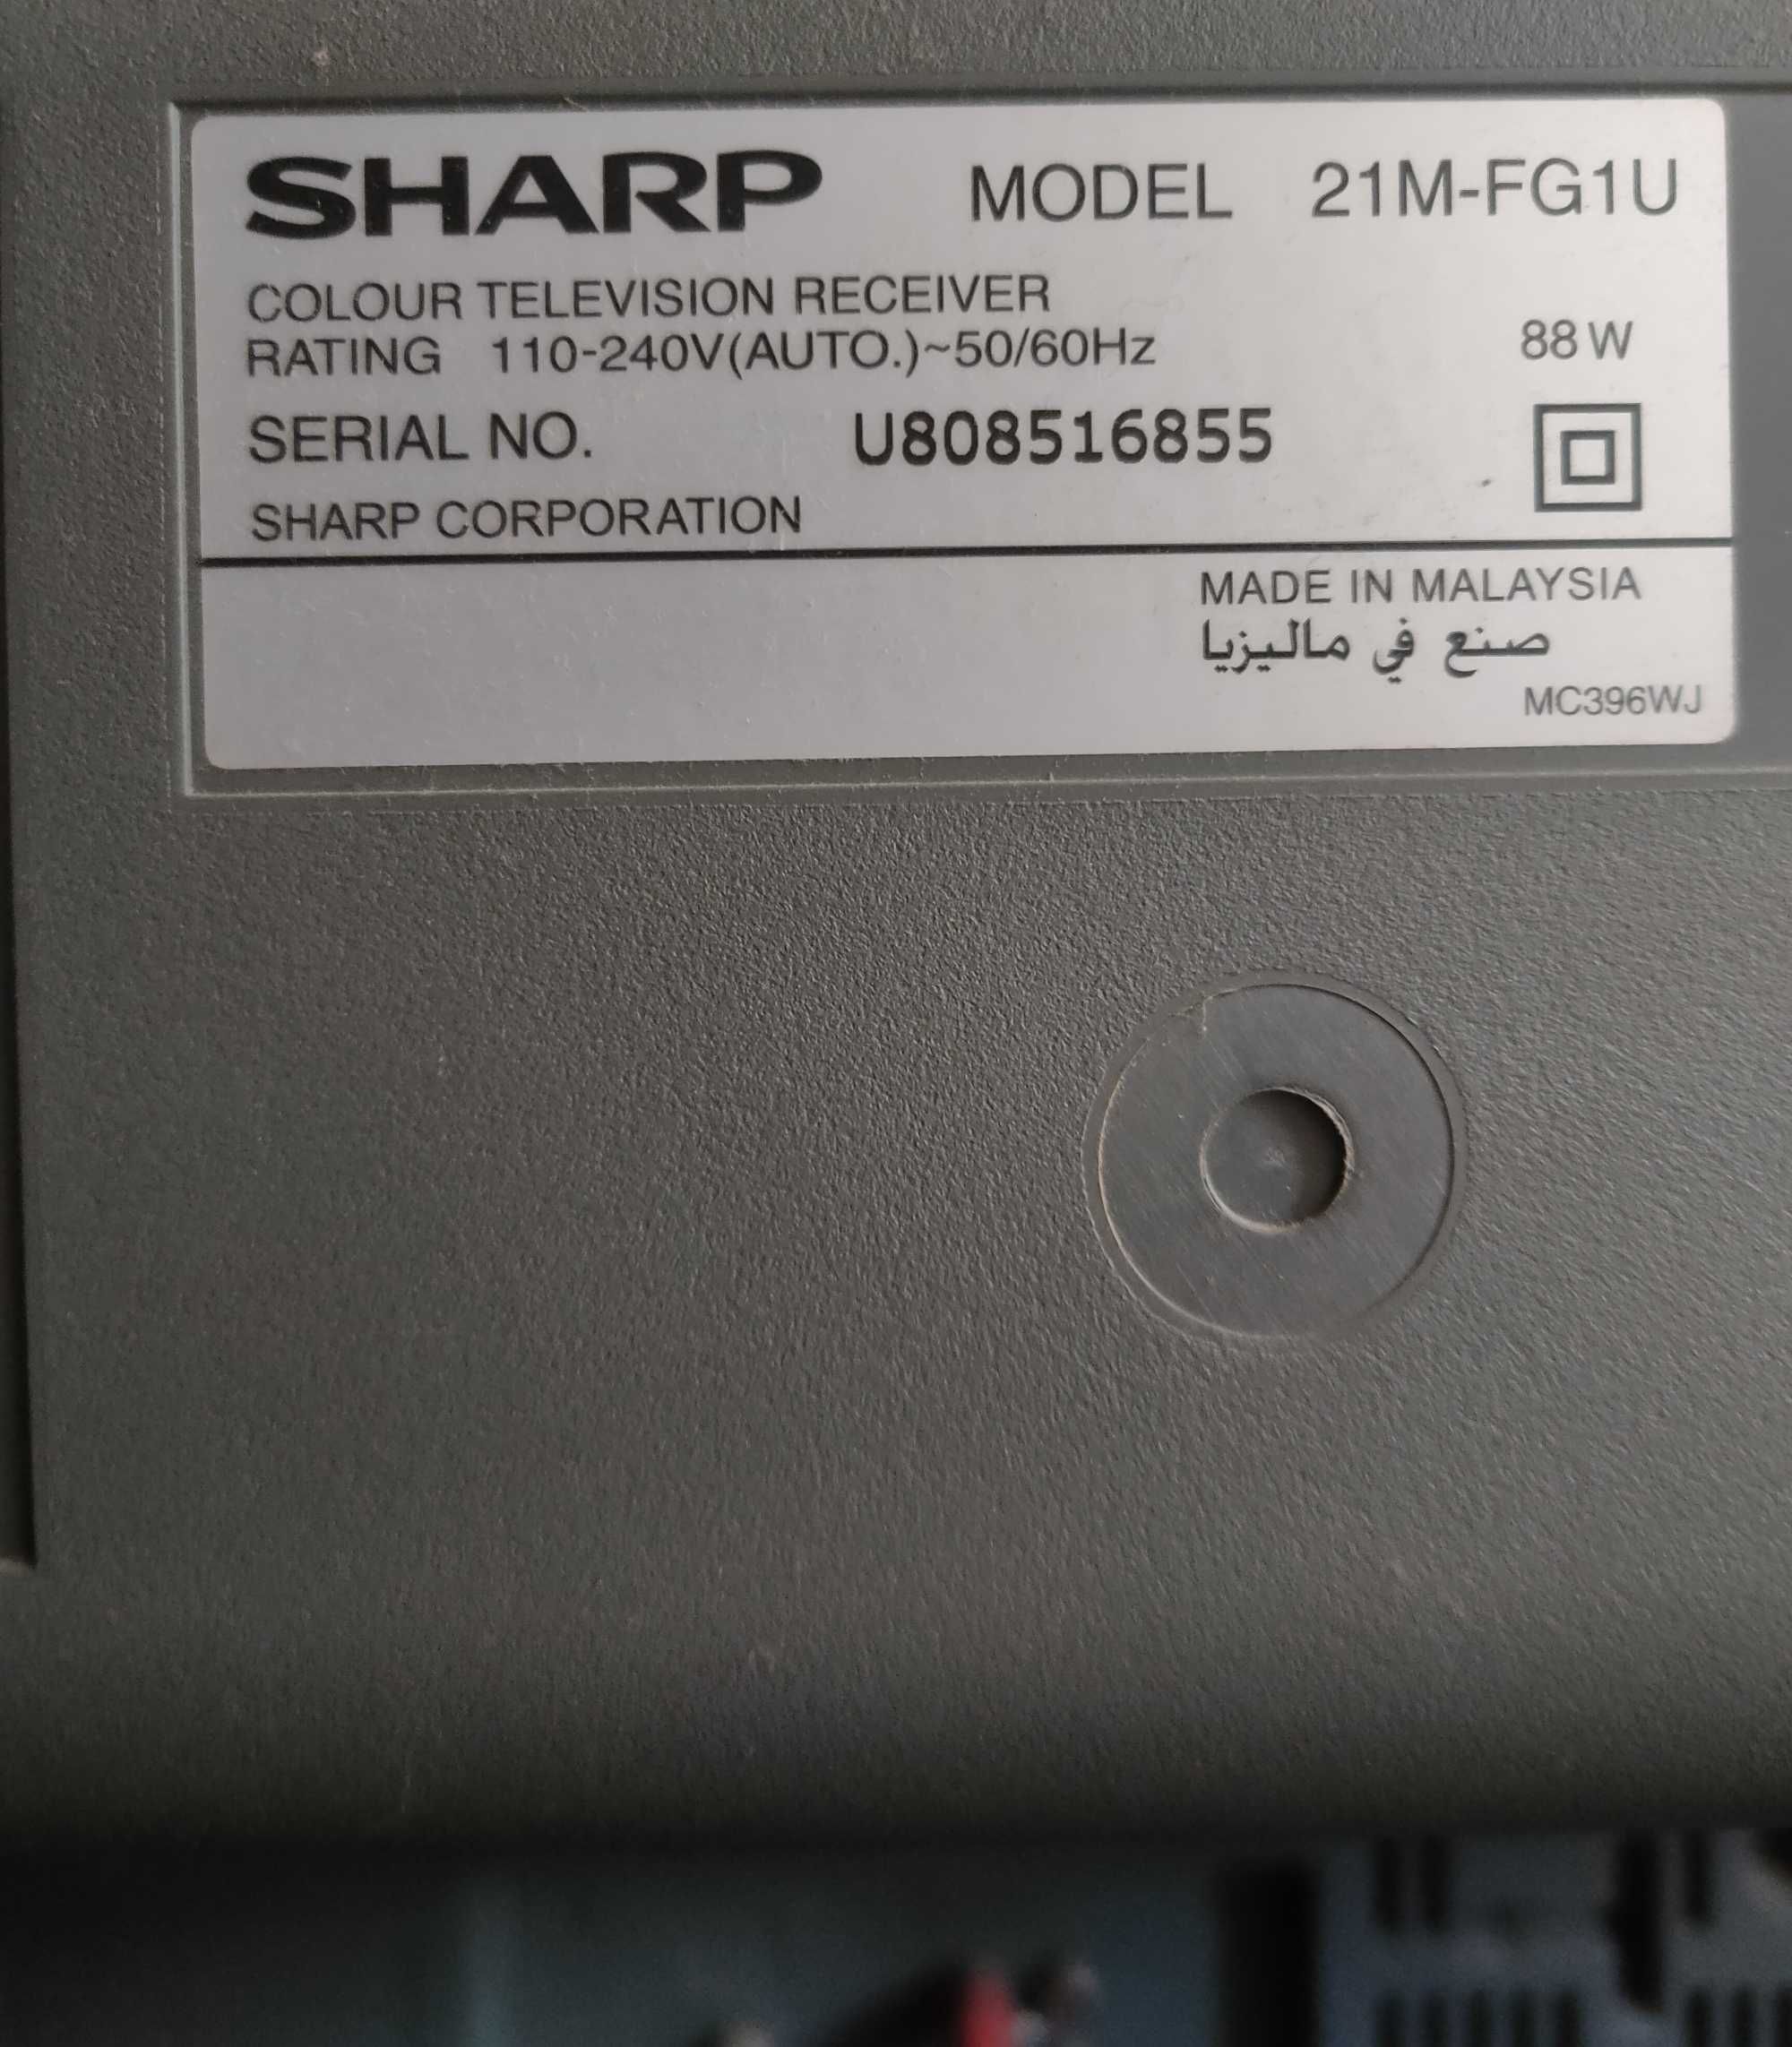 SHARP MODEL 21M-FG1U
COLOUR TELEVISION RECEIVER
RATING 110-240V(AUTO.)~50/60Hz 88W
SERIAL NO. U808516855
SHARP CORPORATION
MADE IN MALAYSIA
صنع في ماليزيا
MC396WJ